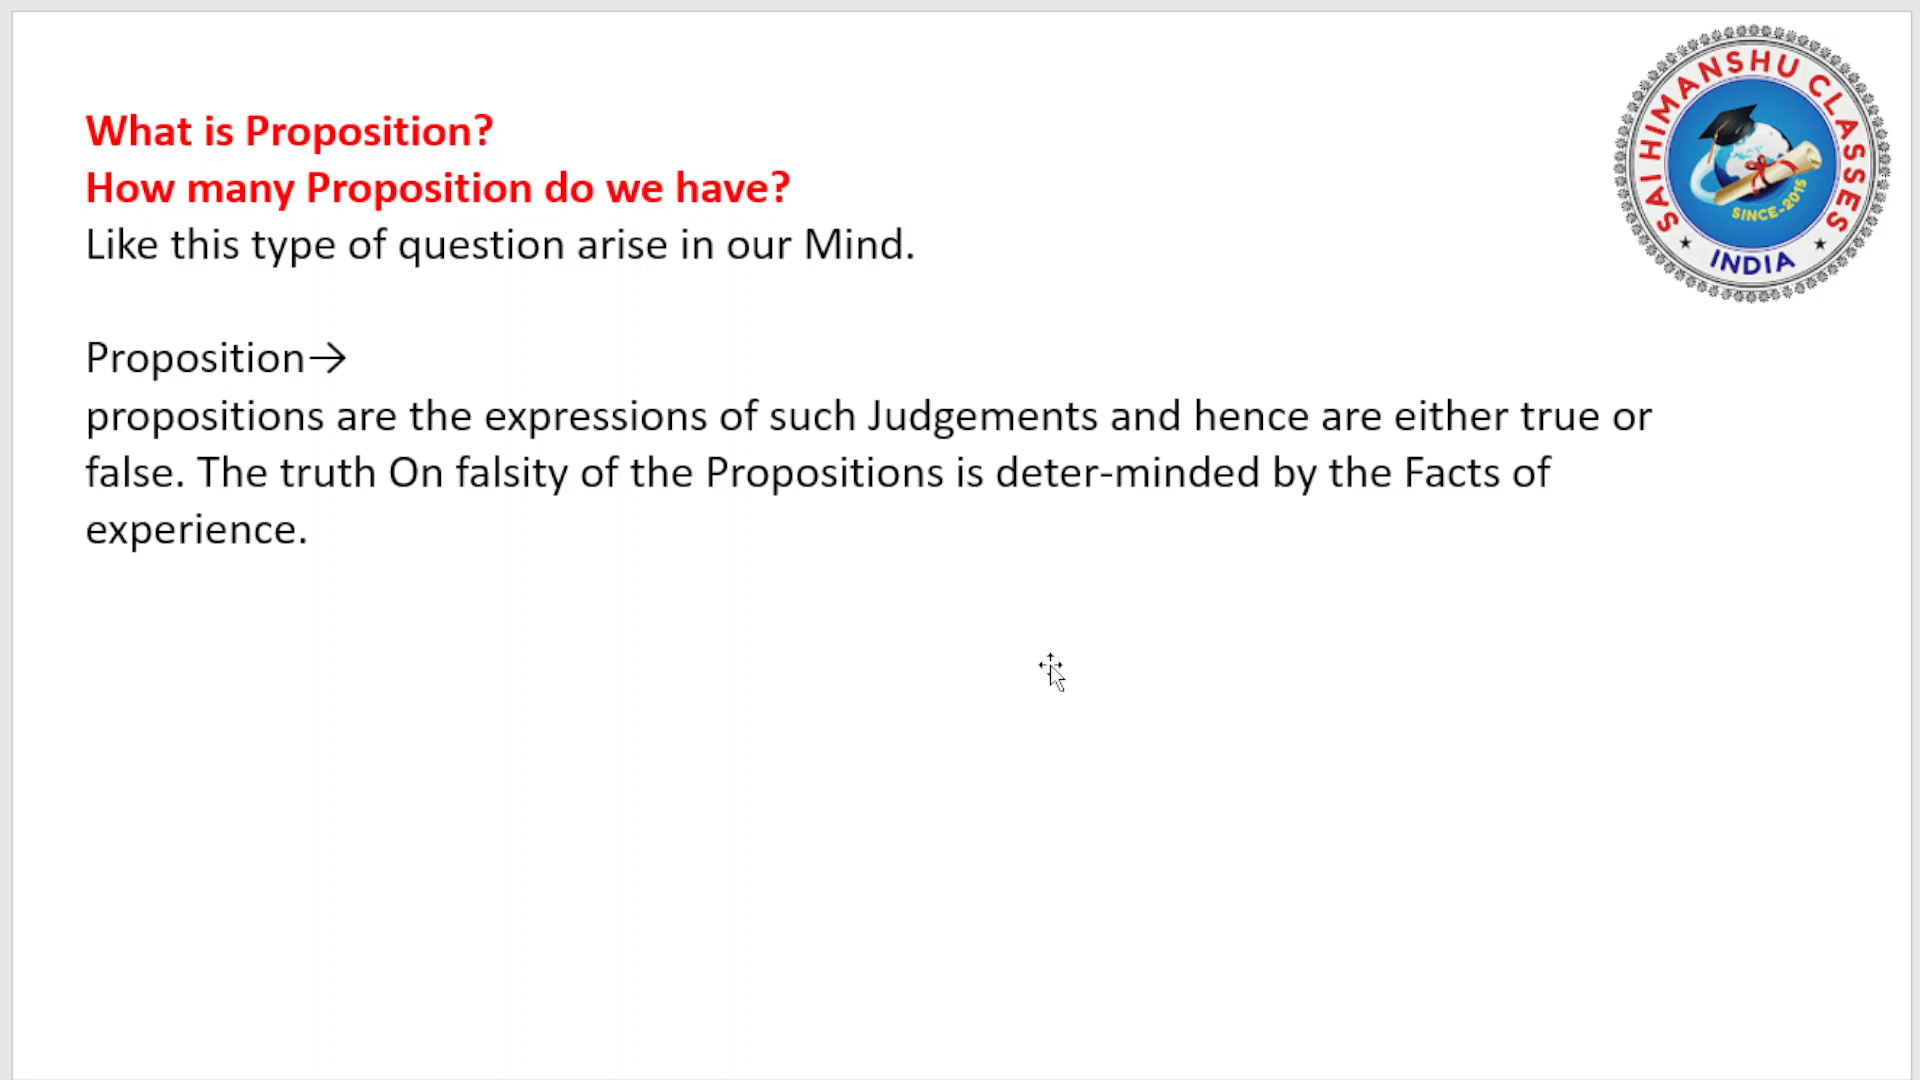 What is Proposition?
How many Proposition do we have?
Like this type of question arise in our Mind.
Proposition→
propositions are the expressions of such Judgements and hence are either true or
false. The truth On falsity of the Propositions is deter-minded by the Facts of
experience.
SAI HIMANSHU CLASSES
SINCE-2015
INDIA